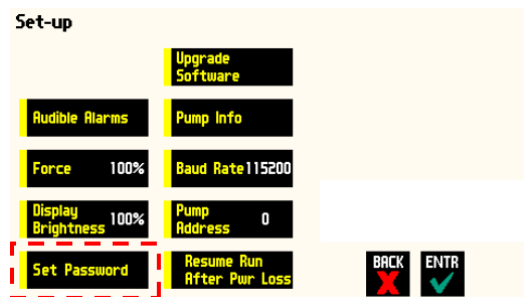 Set-up
Upgrade
Software
Audible Alarms
Pump Info
Force 100%
Baud Rate 115200
Display
Brightness 100%
Pump
Address 0
Set Password
Resume Run
After Pwr Loss
BACK
ENTR